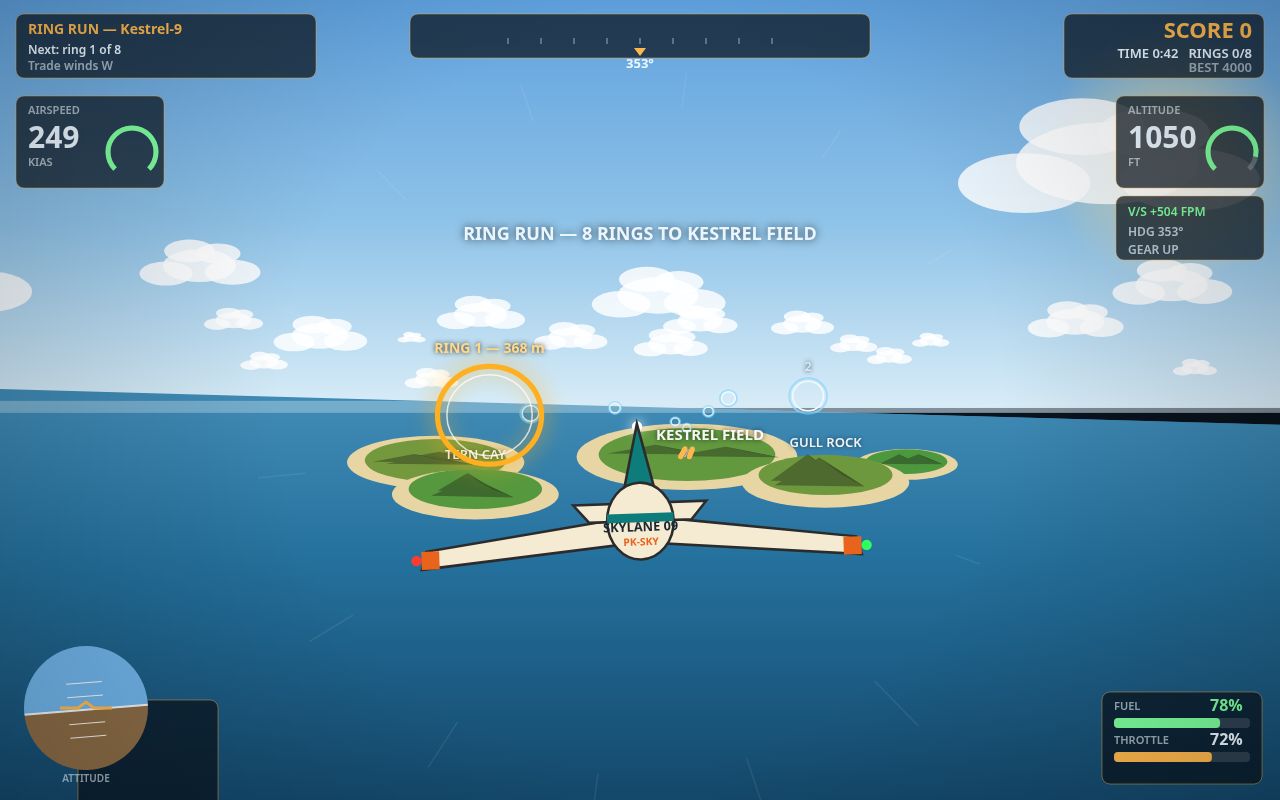 RING RUN — Kestrel-9
Next: ring 1 of 8
Trade winds W
353°
SCORE 0
TIME 0:42 RINGS 0/8
BEST 4000
AIRSPEED
249
KIAS
ALTITUDE
1050
FT
V/S +504 FPM
HDG 353°
GEAR UP
RING RUN — 8 RINGS TO KESTREL FIELD
RING 1 — 368 m
2
KESTREL FIELD
GULL ROCK
TERN CAY
SKYLANE 09
PK-SKY
ATTITUDE
FUEL 78%
THROTTLE 72%